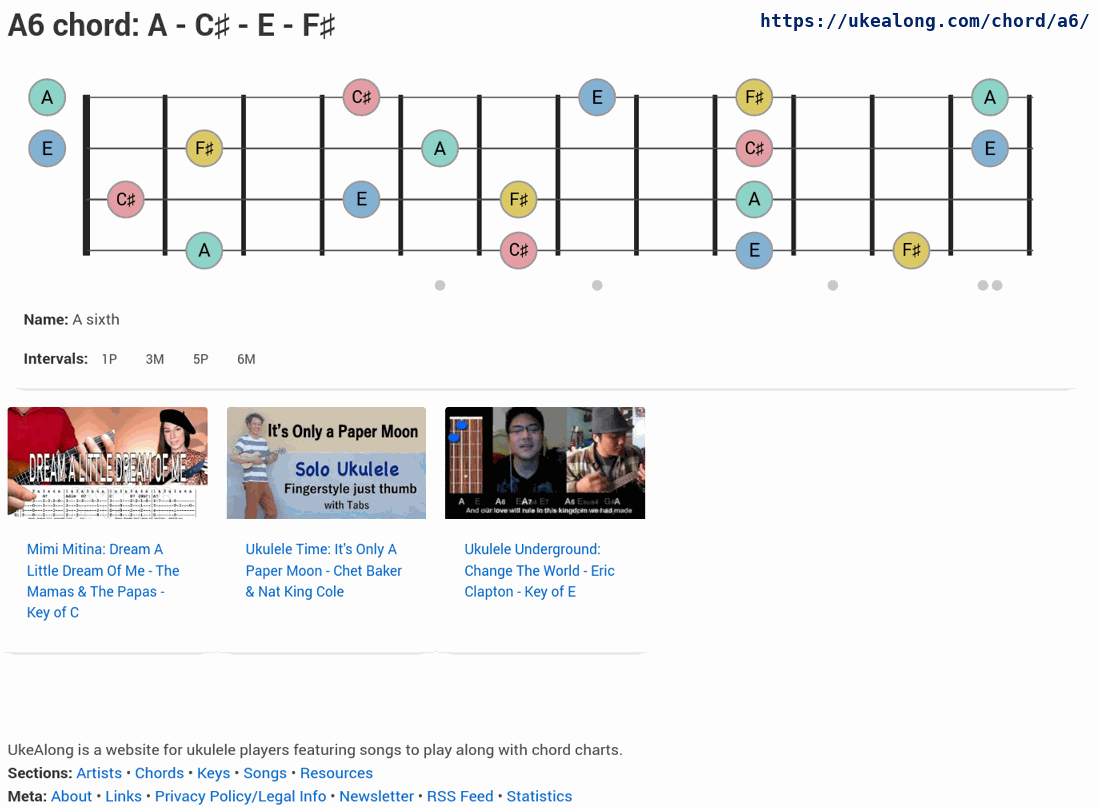 A6 chord: A - C♯ - E - F♯
https://ukealong.com/chord/a6/
A C♯ E F♯ A
E F♯ A C♯ E
C♯ E F♯ A
A C♯ E F♯
Name: A sixth
Intervals: 1P 3M 5P 6M
DREAM A LITTLE DREAM OF ME
It's Only a Paper Moon
Solo Ukulele
Fingerstyle just thumb
with Tabs
And our love will rule in this kingdom we had made
Mimi Mitina: Dream A
Little Dream Of Me - The
Mamas & The Papas -
Key of C
Ukulele Time: It's Only A
Paper Moon - Chet Baker
& Nat King Cole
Ukulele Underground:
Change The World - Eric
Clapton - Key of E
UkeAlong is a website for ukulele players featuring songs to play along with chord charts.
Sections: Artists • Chords • Keys • Songs • Resources
Meta: About • Links • Privacy Policy/Legal Info • Newsletter • RSS Feed • Statistics